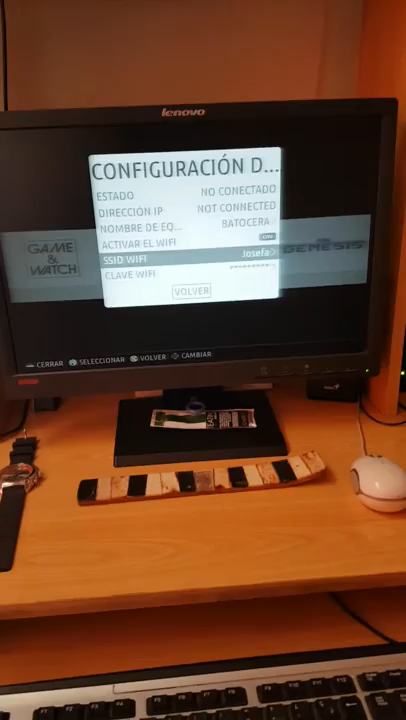 lenovo
CONFIGURACIÓN D...
ESTADO NO CONECTADO
DIRECCIÓN IP NOT CONNECTED
NOMBRE DE EQ... BATOCERA
ACTIVAR EL WIFI ON
SSID WIFI Josefa
CLAVE WIFI ●●●●●●●●●●
VOLVER
GAME
&
WATCH
GENESIS
CERRAR SELECCIONAR VOLVER CAMBIAR